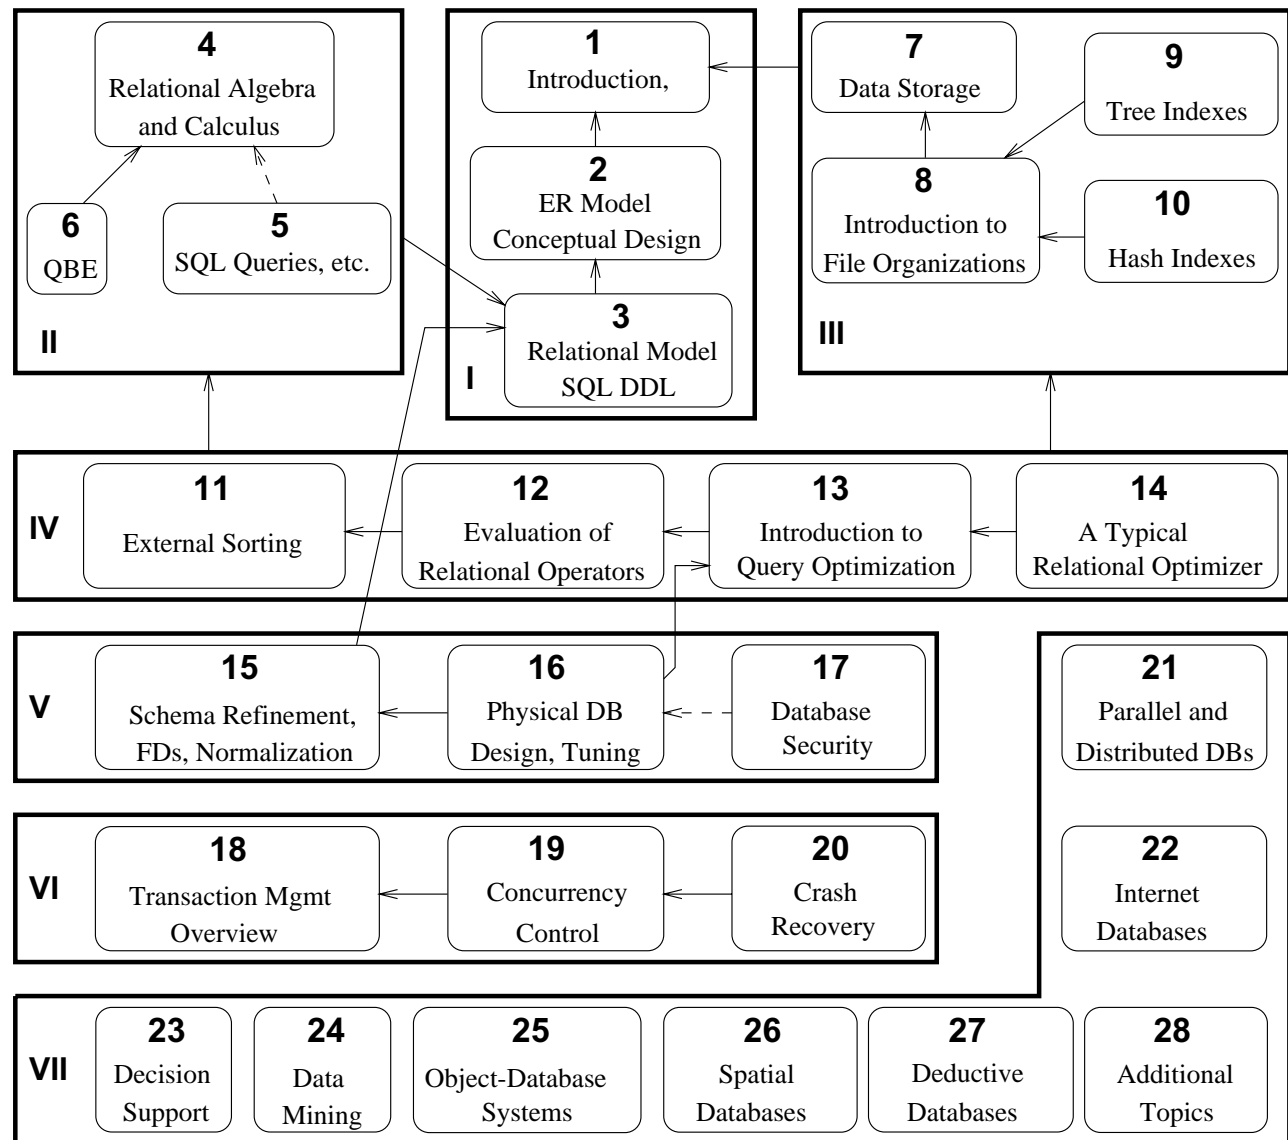 4
Relational Algebra
and Calculus
6
QBE
5
SQL Queries, etc.
II
1
Introduction,
2
ER Model
Conceptual Design
3
Relational Model
SQL DDL
I
7
Data Storage
9
Tree Indexes
8
Introduction to
File Organizations
10
Hash Indexes
III
IV
11
External Sorting
12
Evaluation of
Relational Operators
13
Introduction to
Query Optimization
14
A Typical
Relational Optimizer
V
15
Schema Refinement,
FDs, Normalization
16
Physical DB
Design, Tuning
17
Database
Security
21
Parallel and
Distributed DBs
VI
18
Transaction Mgmt
Overview
19
Concurrency
Control
20
Crash
Recovery
22
Internet
Databases
VII
23
Decision
Support
24
Data
Mining
25
Object-Database
Systems
26
Spatial
Databases
27
Deductive
Databases
28
Additional
Topics